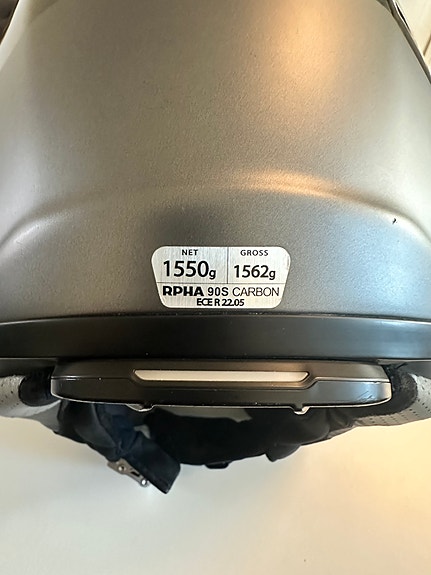 NET GROSS
1550g 1562g
RPHA 90S CARBON
ECE R 22.05